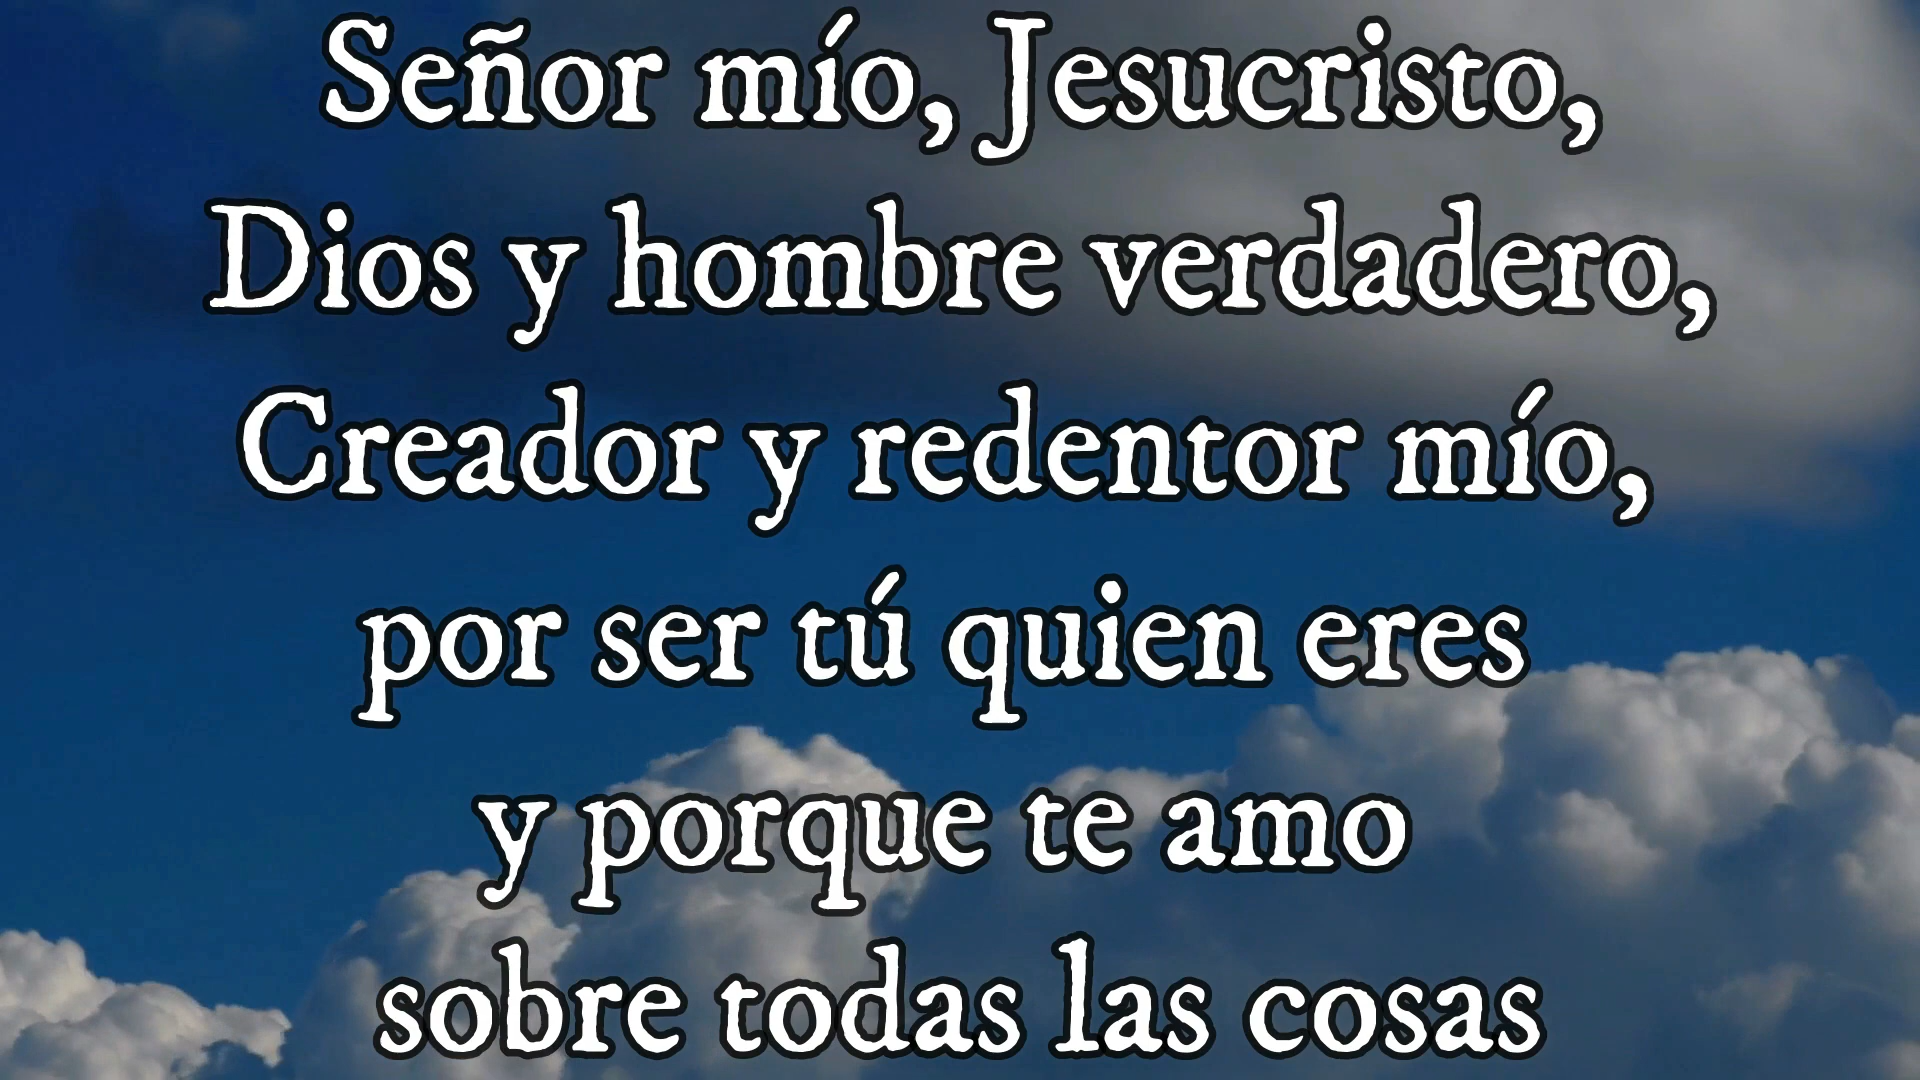 Señor mío, Jesucristo,
Dios y hombre verdadero,
Creador y redentor mío,
por ser tú quien eres
y porque te amo
sobre todas las cosas